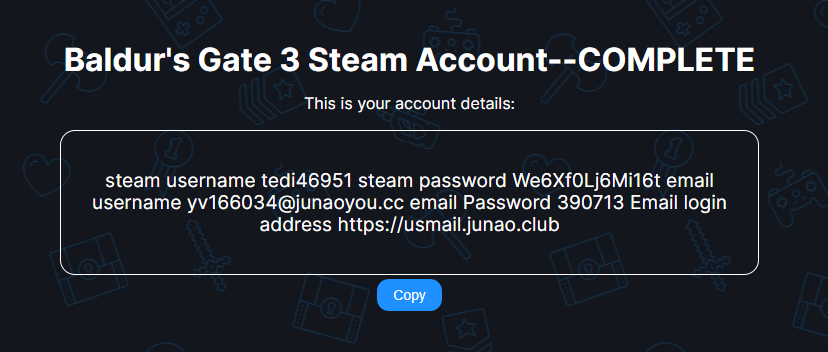 Baldur's Gate 3 Steam Account--COMPLETE
This is your account details:
steam username tedi46951 steam password We6Xf0Lj6Mi16t email
username yv166034@junaoyou.cc email Password 390713 Email login
address https://usmail.junao.club
Copy